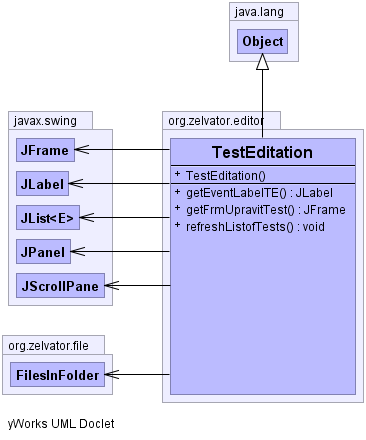 java.lang
Object
javax.swing
JFrame
JLabel
JList<E>
JPanel
JScrollPane
org.zelvator.editor
TestEditation
+ TestEditation()
+ getEventLabelTE() : JLabel
+ getFrmUpravitTest() : JFrame
+ refreshListofTests() : void
org.zelvator.file
FilesInFolder
yWorks UML Doclet